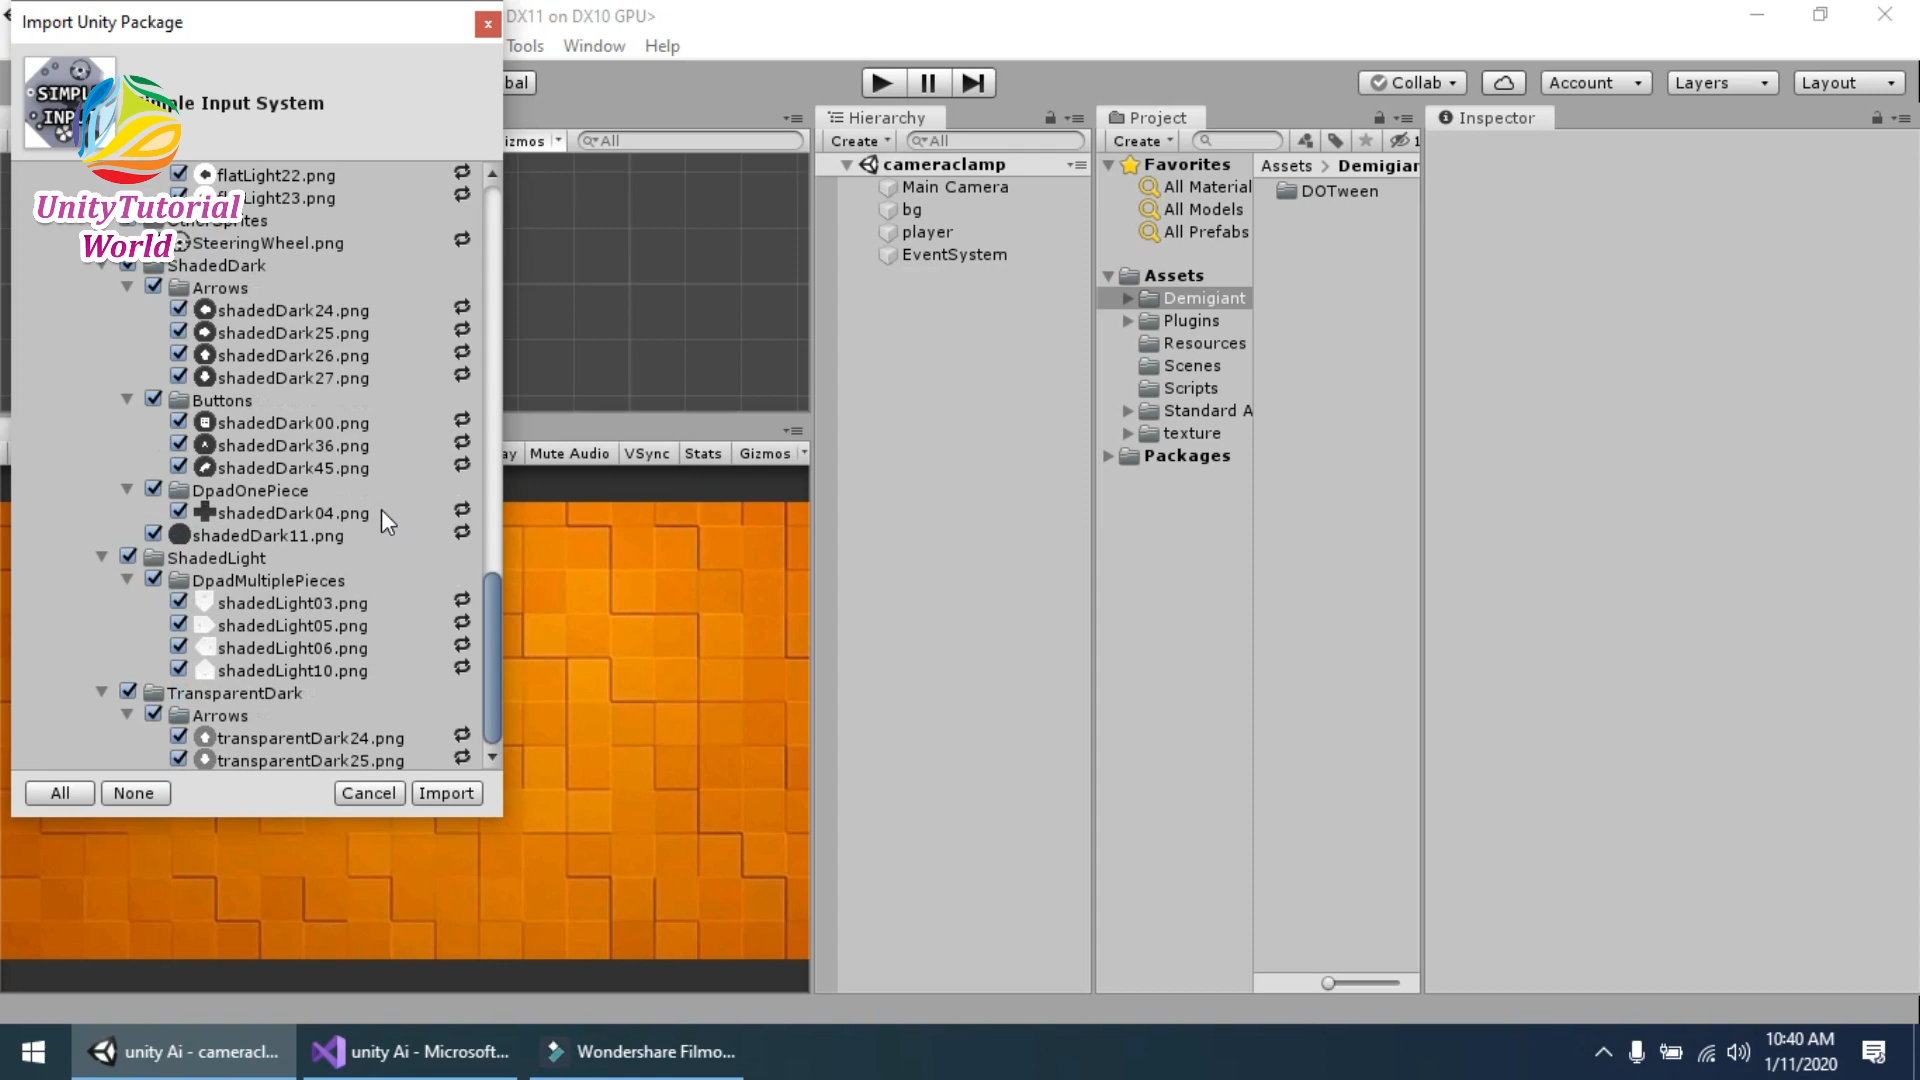 Import Unity Package
x
DX11 on DX10 GPU>
Tools Window Help
SIMPL
INP
Simple Input System
bal
Collab
Account
Layers
Layout
izmos
All
Hierarchy
Create
All
cameraclamp
Main Camera
bg
player
EventSystem
Project
Create
1
Favorites
All Material
All Models
All Prefabs
Assets
Demigiant
Plugins
Resources
Scenes
Scripts
Standard A
texture
Packages
Assets > Demigian
DOTween
Inspector
flatLight22.png
Light23.png
OtherSprites
SteeringWheel.png
ShadedDark
Arrows
shadedDark24.png
shadedDark25.png
shadedDark26.png
shadedDark27.png
Buttons
shadedDark00.png
shadedDark36.png
shadedDark45.png
DpadOnePiece
shadedDark04.png
shadedDark11.png
ShadedLight
DpadMultiplePieces
shadedLight03.png
shadedLight05.png
shadedLight06.png
shadedLight10.png
TransparentDark
Arrows
transparentDark24.png
transparentDark25.png
All None Cancel Import
UnityTutorial
World
ay Mute Audio VSync Stats Gizmos
unity Ai - cameracl...
unity Ai - Microsoft...
Wondershare Filmo...
10:40 AM
1/11/2020